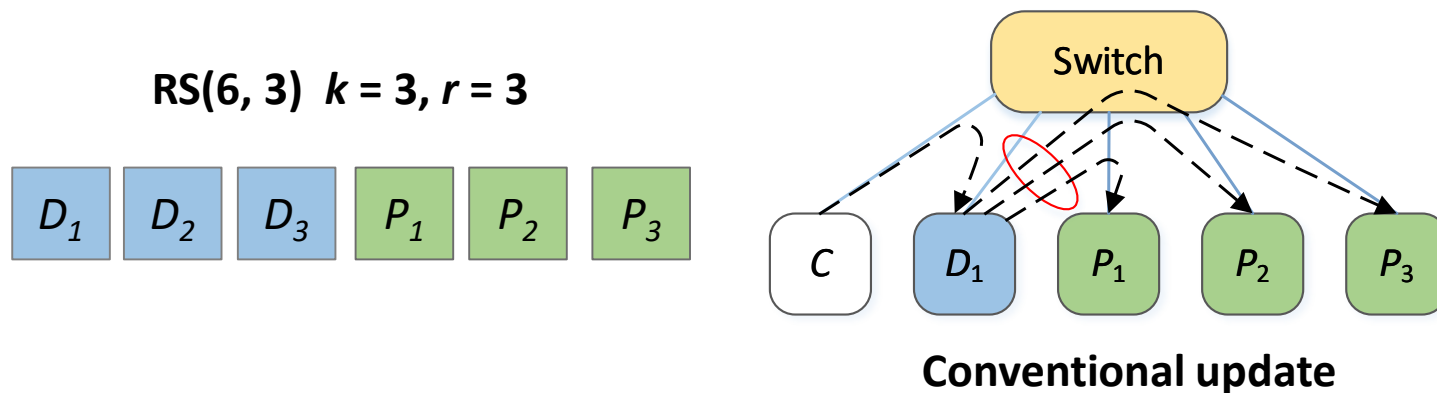 RS(6, 3) k = 3, r = 3
D₁ D₂ D₃ P₁ P₂ P₃
Switch
C D₁ P₁ P₂ P₃
Conventional update